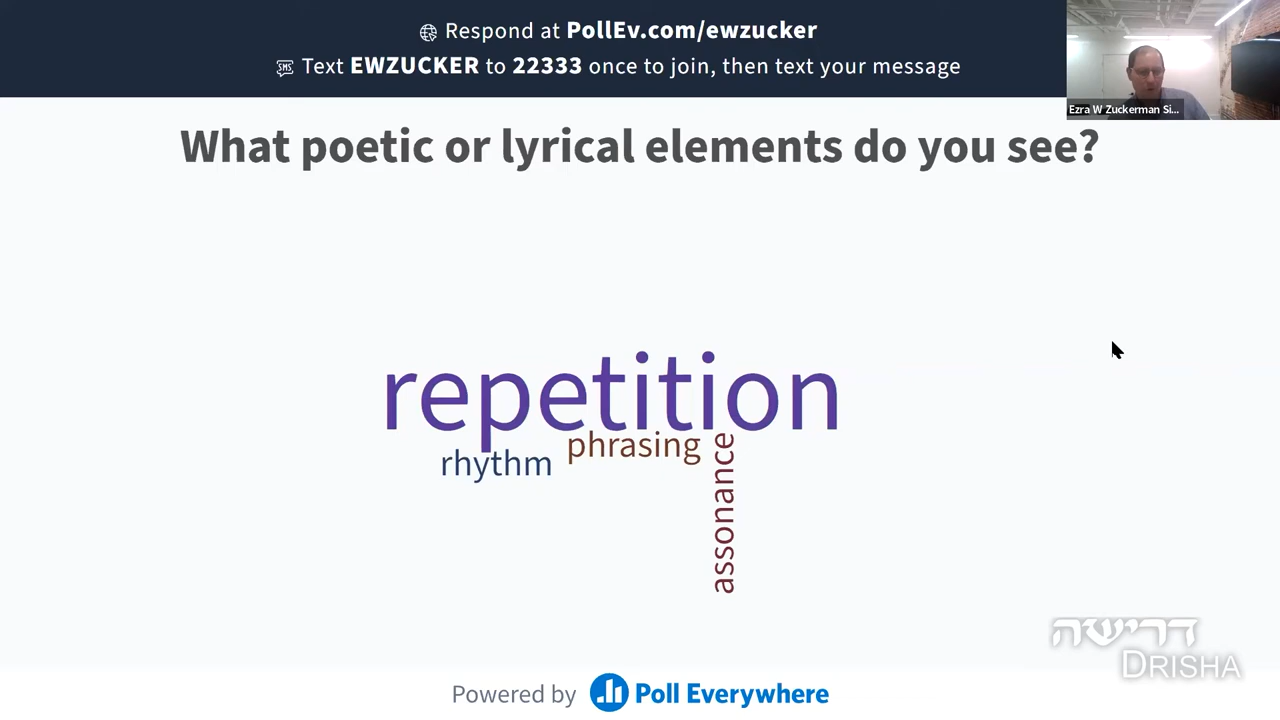 Respond at PollEv.com/ewzucker
Text EWZUCKER to 22333 once to join, then text your message
Ezra W Zuckerman Si...
What poetic or lyrical elements do you see?
repetition
rhythm
phrasing
assonance
דרישה
DRISHA
Powered by Poll Everywhere